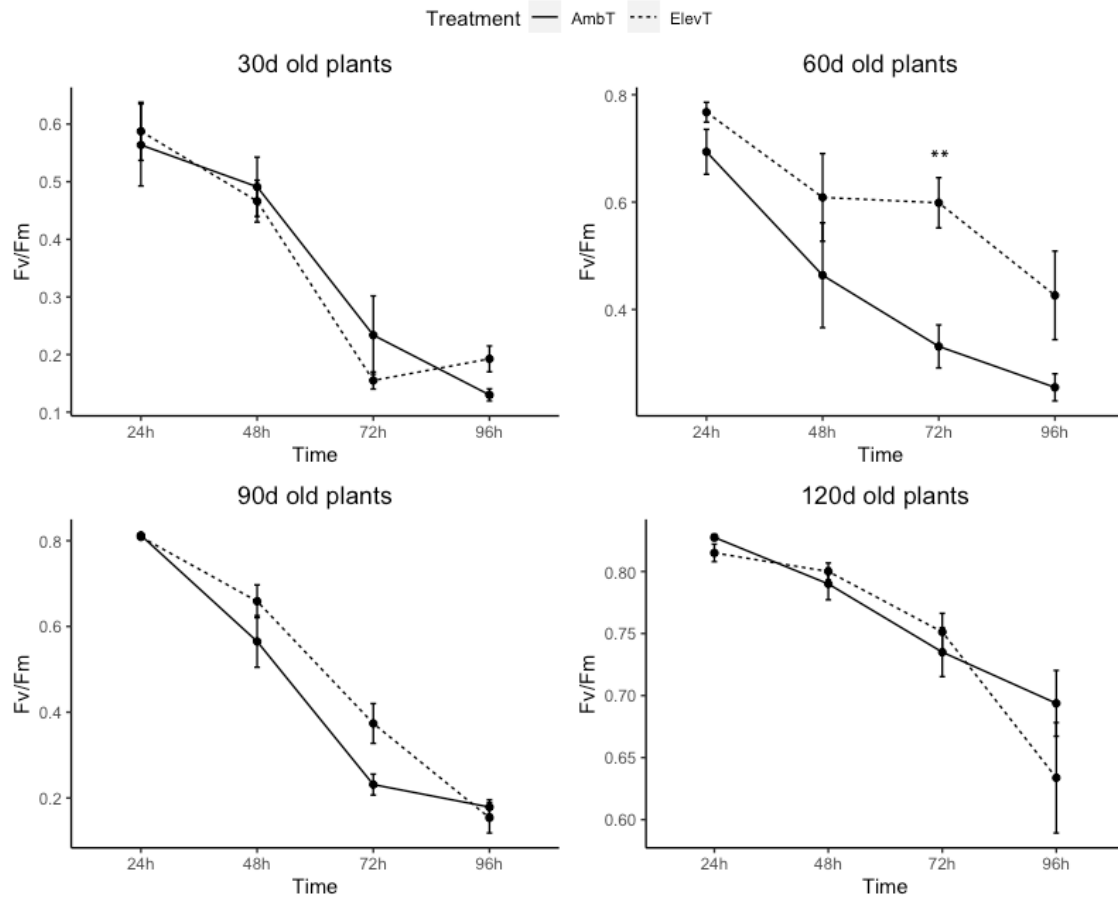 Treatment AmbT ElevT
30d old plants
0.6
0.5
0.4
0.3
0.2
0.1
Fv/Fm
24h 48h 72h 96h
Time
60d old plants
0.8
0.6
0.4
Fv/Fm
**
24h 48h 72h 96h
Time
90d old plants
0.8
0.6
0.4
0.2
Fv/Fm
24h 48h 72h 96h
Time
120d old plants
0.80
0.75
0.70
0.65
0.60
Fv/Fm
24h 48h 72h 96h
Time